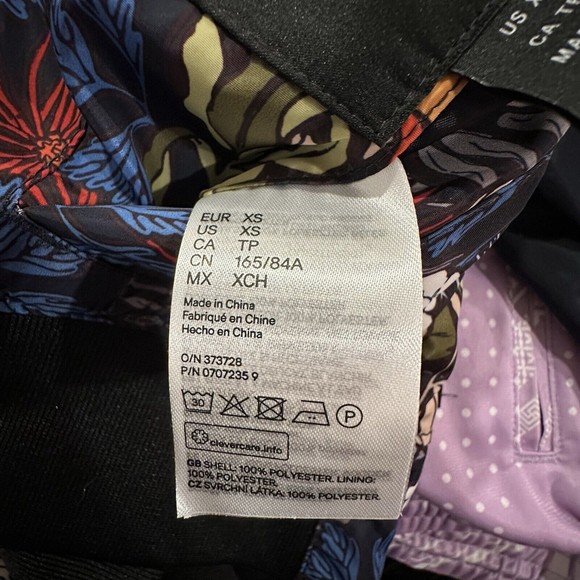 US
CA TP
MA
EUR XS
US XS
CA TP
CN 165/84A
MX XCH
Made in China
Fabriqué en Chine
Hecho en China
O/N 373728
P/N 0707235 9
30
P
clevercare.info
GB SHELL: 100% POLYESTER. LINING:
100% POLYESTER.
CZ SVRCHNÍ LÁTKA: 100% POLYESTER.